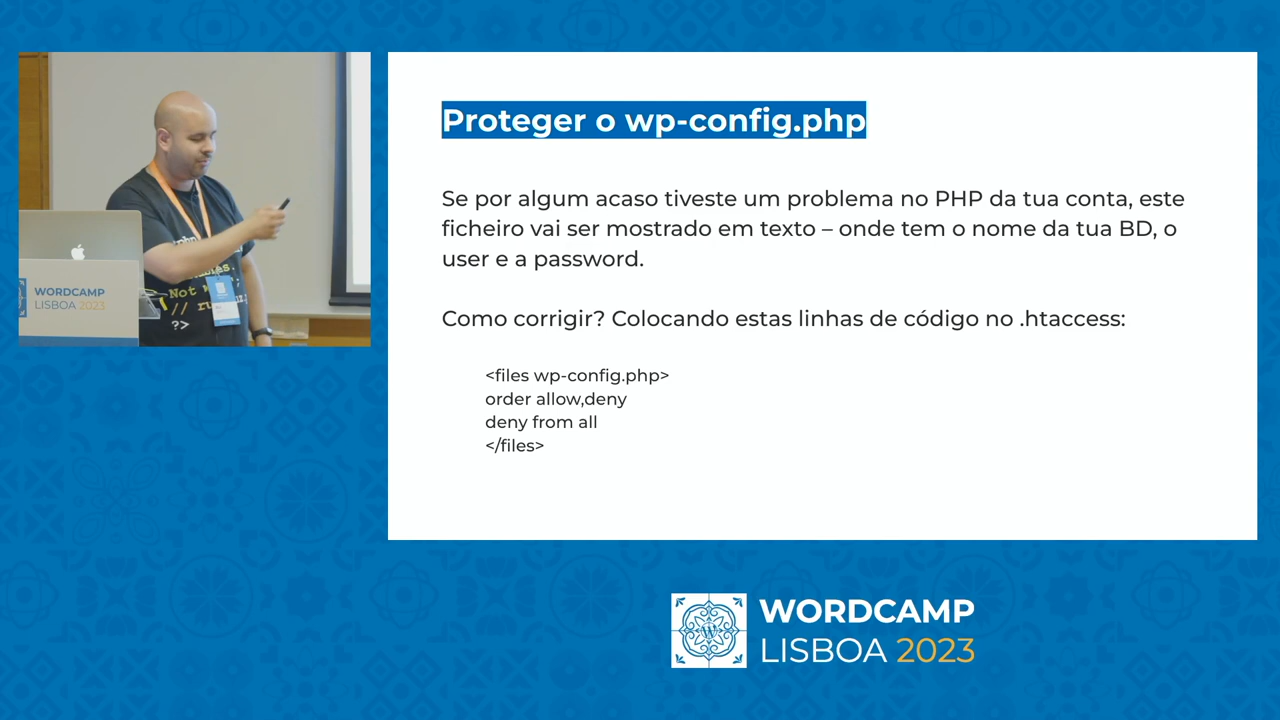 Proteger o wp-config.php
Se por algum acaso tiveste um problema no PHP da tua conta, este
ficheiro vai ser mostrado em texto – onde tem o nome da tua BD, o
user e a password.
Como corrigir? Colocando estas linhas de código no .htaccess:
<files wp-config.php>
order allow,deny
deny from all
</files>
WORDCAMP
LISBOA 2023
Not
//
?>
WORDCAMP
LISBOA 2023